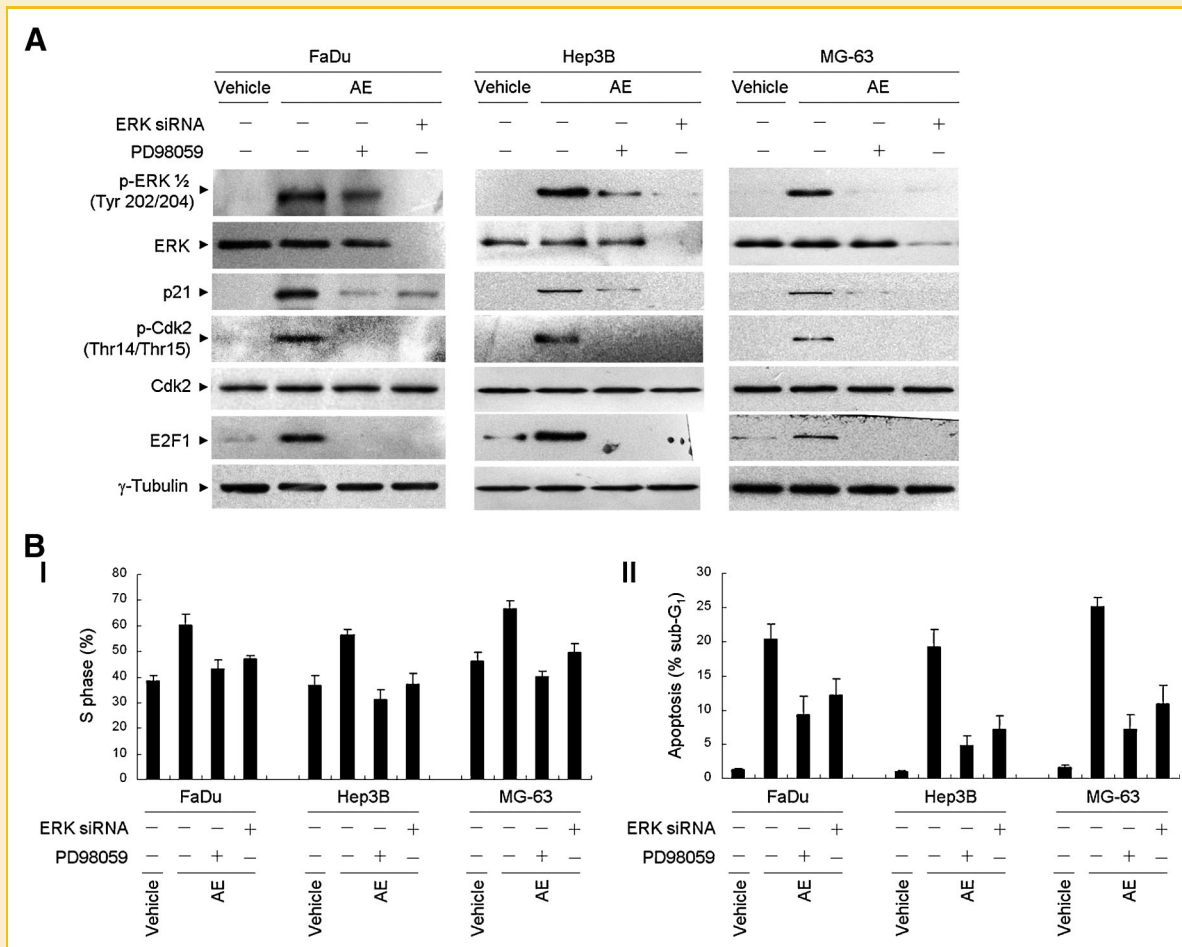 A
FaDu Hep3B MG-63
Vehicle AE Vehicle AE Vehicle AE
ERK siRNA − − − + − − − + − − − +
PD98059 − − + − − − + − − − + −
p-ERK ½
(Tyr 202/204)
ERK
p21
p-Cdk2
(Thr14/Thr15)
Cdk2
E2F1
γ-Tubulin
B
I
S phase (%)
80
70
60
50
40
30
20
10
0
FaDu Hep3B MG-63
ERK siRNA − − − + − − − + − − − +
PD98059 − − + − − − + − − − + −
Vehicle AE Vehicle AE Vehicle AE
II
Apoptosis (% sub-G₁)
30
25
20
15
10
5
0
FaDu Hep3B MG-63
ERK siRNA − − − + − − − + − − − +
PD98059 − − + − − − + − − − + −
Vehicle AE Vehicle AE Vehicle AE